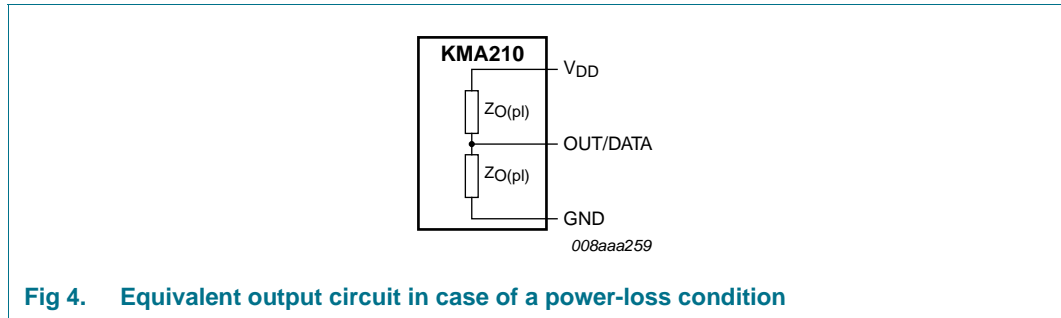 KMA210
VDD
ZO(pl)
OUT/DATA
ZO(pl)
GND
008aaa259
Fig 4. Equivalent output circuit in case of a power-loss condition